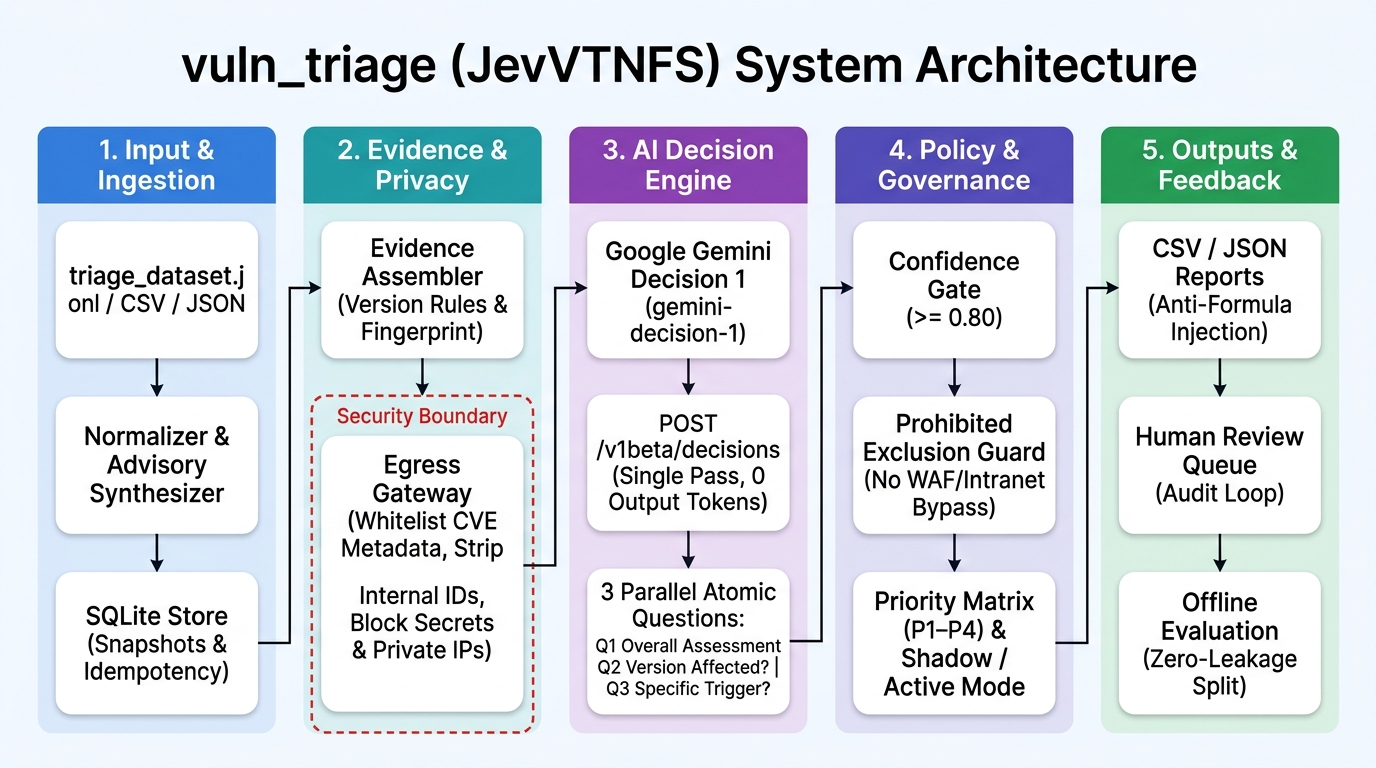 vuln_triage (JevVTNFS) System Architecture
1. Input &
Ingestion
triage_dataset.j
onl / CSV / JSON
Normalizer &
Advisory
Synthesizer
SQLite Store
(Snapshots &
Idempotency)
2. Evidence &
Privacy
Evidence
Assembler
(Version Rules &
Fingerprint)
Security Boundary
Egress
Gateway
(Whitelist CVE
Metadata, Strip
Internal IDs,
Block Secrets
& Private IPs)
3. AI Decision
Engine
Google Gemini
Decision 1
(gemini-
decision-1)
POST
/v1beta/decisions
(Single Pass, 0
Output Tokens)
3 Parallel Atomic
Questions:
Q1 Overall Assessment
Q2 Version Affected? |
Q3 Specific Trigger?
4. Policy &
Governance
Confidence
Gate
(>= 0.80)
Prohibited
Exclusion Guard
(No WAF/Intranet
Bypass)
Priority Matrix
(P1–P4) &
Shadow /
Active Mode
5. Outputs &
Feedback
CSV / JSON
Reports
(Anti-Formula
Injection)
Human Review
Queue
(Audit Loop)
Offline
Evaluation
(Zero-Leakage
Split)